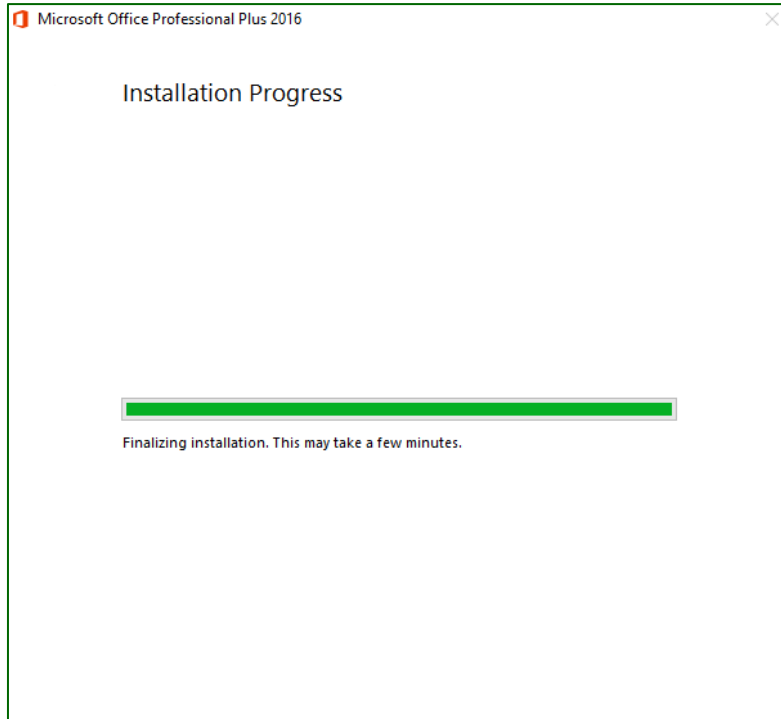 Microsoft Office Professional Plus 2016
Installation Progress
Finalizing installation. This may take a few minutes.